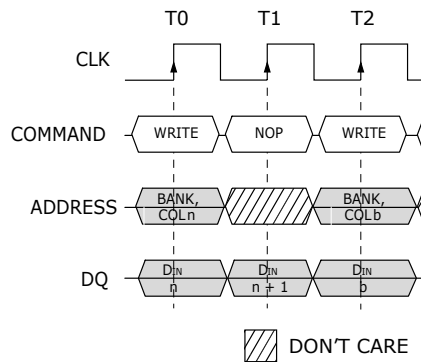 T0 T1 T2
CLK
COMMAND WRITE NOP WRITE
BANK, BANK,
ADDRESS COLn COLb
DIN DIN DIN
DQ n n + 1 b
DON'T CARE